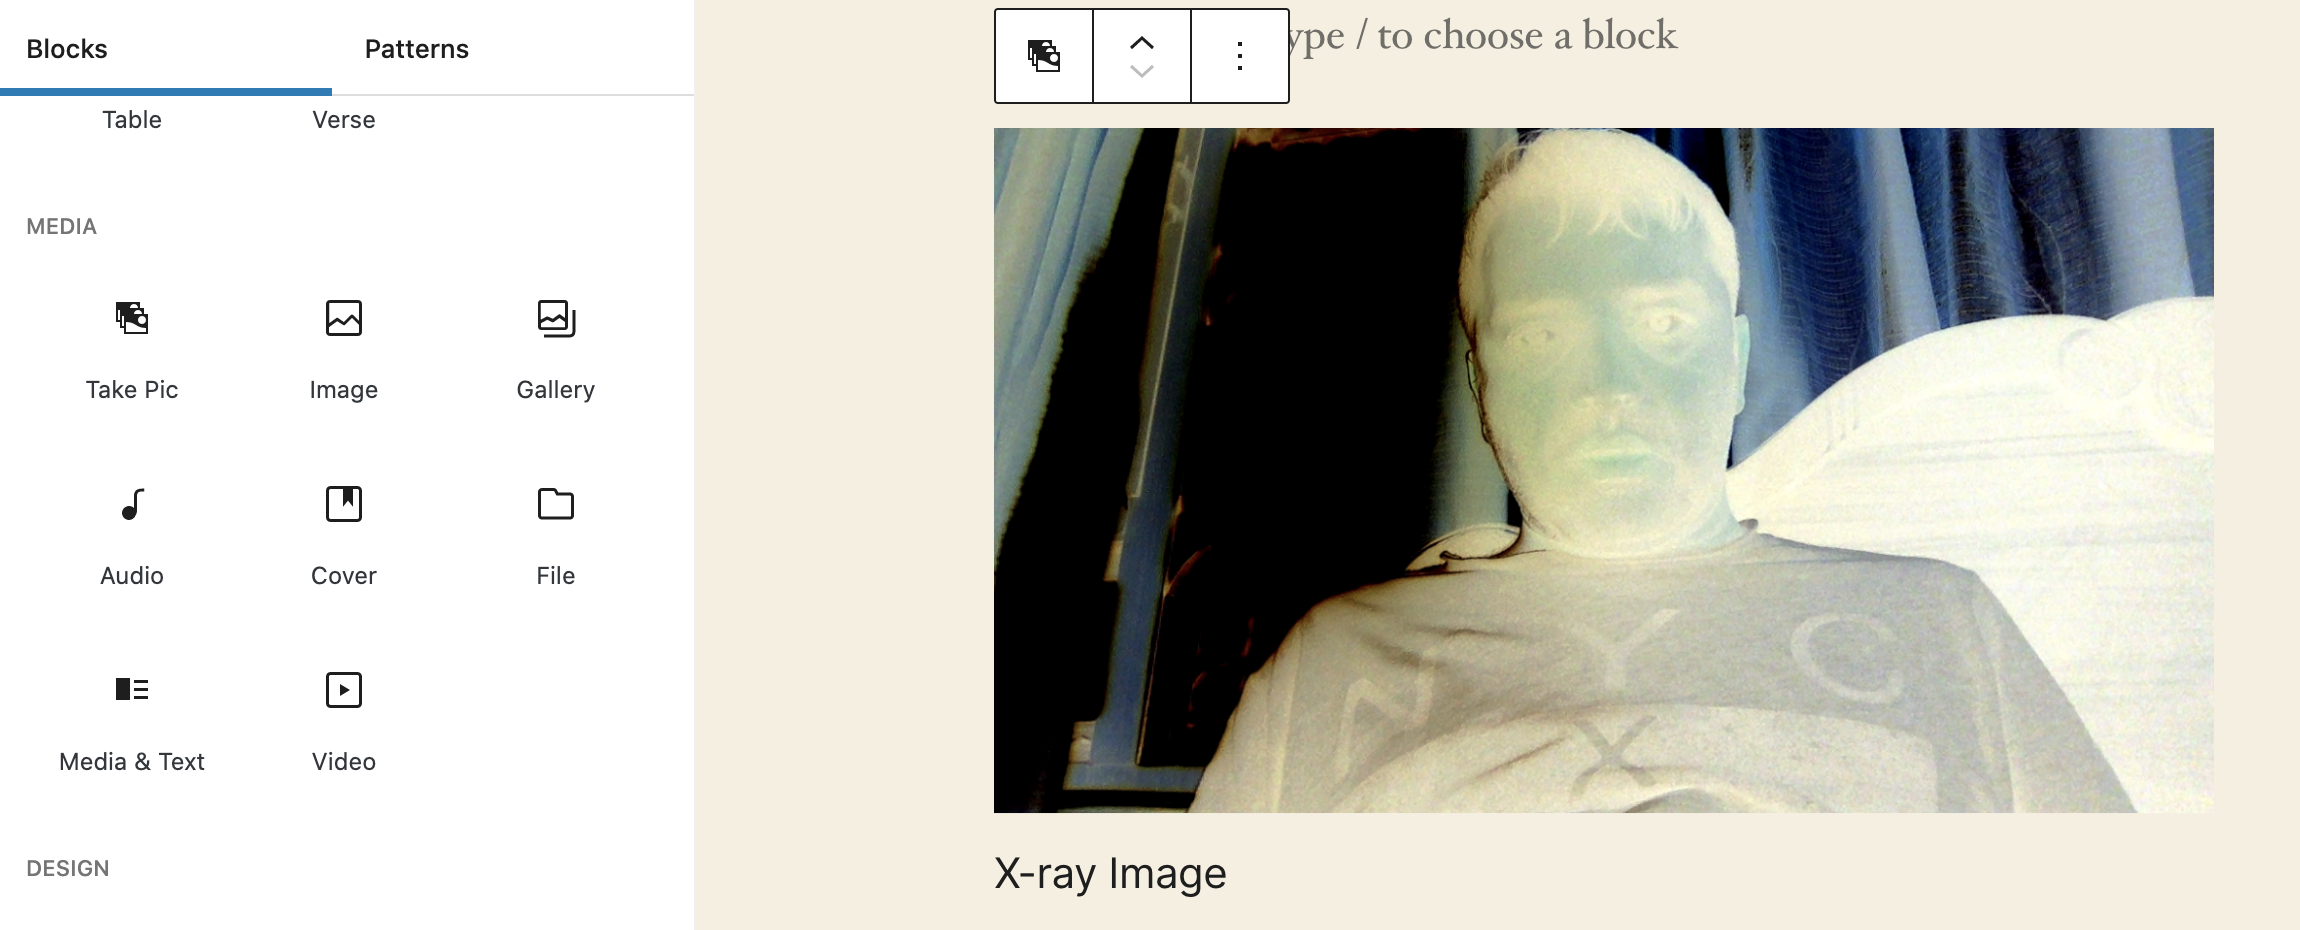 Blocks
Patterns
Table
Verse
MEDIA
Take Pic
Image
Gallery
Audio
Cover
File
Media & Text
Video
DESIGN
ype / to choose a block
N Y C
X
X-ray Image